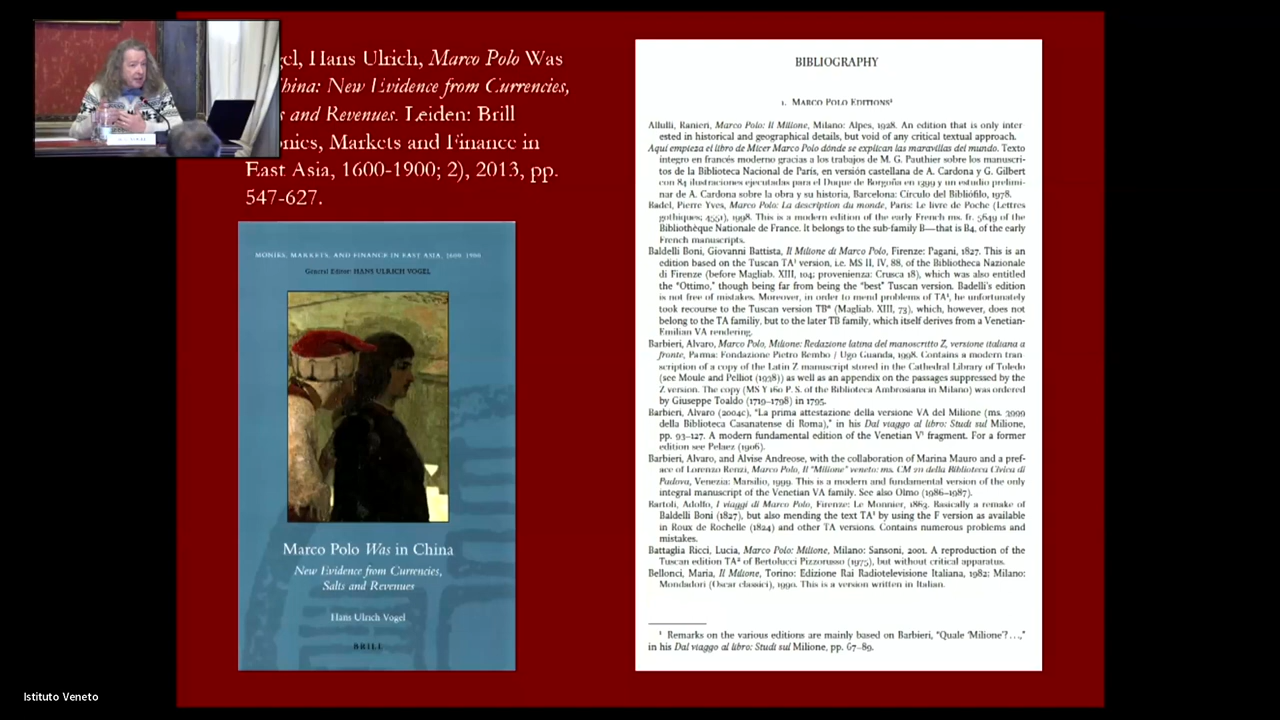 gel, Hans Ulrich, Marco Polo Was
hina: New Evidence from Currencies,
s and Revenues. Leiden: Brill
onies, Markets and Finance in
East Asia, 1600-1900; 2), 2013, pp.
547-627.
MONIES, MARKETS, AND FINANCE IN EAST ASIA, 1600–1900
General Editor: HANS ULRICH VOGEL
Marco Polo Was in China
New Evidence from Currencies,
Salts and Revenues
Hans Ulrich Vogel
BRILL
BIBLIOGRAPHY
1. Marco Polo Editions¹
Allulli, Ranieri, Marco Polo: Il Milione, Milano: Alpes, 1928. An edition that is only inter
ested in historical and geographical details, but void of any critical textual approach.
Aquí empieza el libro de Micer Marco Polo dónde se explican las maravillas del mundo. Texto
integro en francés moderno gracias a los trabajos de M. G. Pauthier sobre los manuscri-
tos de la Biblioteca Nacional de París, en versión castellana de A. Cardona y G. Gilbert
con 84 ilustraciones ejecutadas para el Duque de Borgoña en 1399 y un estudio prelimi-
nar de A. Cardona sobre la obra y su historia, Barcelona: Círculo del Bibliófilo, 1978.
Badel, Pierre Yves, Marco Polo: La description du monde, Paris: Le livre de Poche (Lettres
gothiques; 4551), 1998. This is a modern edition of the early French ms. fr. 5649 of the
Bibliothèque Nationale de France. It belongs to the sub-family B—that is B4, of the early
French manuscripts.
Baldelli Boni, Giovanni Battista, Il Milione di Marco Polo, Firenze: Pagani, 1827. This is an
edition based on the Tuscan TA¹ version, i.e. MS II, IV, 88, of the Bibliotheca Nazionale
di Firenze (before Magliab. XIII, 104; provenienza: Crusca 18), which was also entitled
the “Ottimo,” though being far from being the “best” Tuscan version. Badelli’s edition
is not free of mistakes. Moreover, in order to mend problems of TA¹, he unfortunately
took recourse to the Tuscan version TB⁴ (Magliab. XIII, 73), which, however, does not
belong to the TA familiy, but to the later TB family, which itself derives from a Venetian-
Emilian VA rendering.
Barbieri, Alvaro, Marco Polo, Milione: Redazione latina del manoscritto Z, versione italiana a
fronte, Parma: Fondazione Pietro Bembo / Ugo Guanda, 1998. Contains a modern tran-
scription of a copy of the Latin Z manuscript stored in the Cathedral Library of Toledo
(see Moule and Pelliot (1938)) as well as an appendix on the passages suppressed by the
Z version. The copy (MS Y 160 P. S. of the Biblioteca Ambrosiana in Milano) was ordered
by Giuseppe Toaldo (1719–1798) in 1795.
Barbieri, Alvaro (2004c), “La prima attestazione della versione VA del Milione (ms. 3999
della Biblioteca Casanatense di Roma),” in his Dal viaggo al libro: Studi sul Milione,
pp. 93–127. A modern fundamental edition of the Venetian V¹ fragment. For a former
edition see Pelaez (1906).
Barbieri, Alvaro, and Alvise Andreose, with the collaboration of Marina Mauro and a pref-
ace of Lorenzo Renzi, Marco Polo, Il “Milione” veneto: ms. CM 211 della Biblioteca Civica di
Padova, Venezia: Marsilio, 1999. This is a modern and fundamental version of the only
integral manuscript of the Venetian VA family. See also Olmo (1986–1987).
Bartoli, Adolfo, I viaggi di Marco Polo, Firenze: Le Monnier, 1863. Basically a remake of
Baldelli Boni (1827), but also mending the text TA¹ by using the F version as available
in Roux de Rochelle (1824) and other TA versions. Contains numerous problems and
mistakes.
Battaglia Ricci, Lucia, Marco Polo: Milione, Milano: Sansoni, 2001. A reproduction of the
Tuscan edition TA² of Bertolucci Pizzorusso (1975), but without critical apparatus.
Bellonci, Maria, Il Milione, Torino: Edizione Rai Radiotelevisione Italiana, 1982; Milano:
Mondadori (Oscar classici), 1990. This is a version written in Italian.
¹ Remarks on the various editions are mainly based on Barbieri, “Quale ‘Milione’? . . .,”
in his Dal viaggo al libro: Studi sul Milione, pp. 67–89.
Istituto Veneto